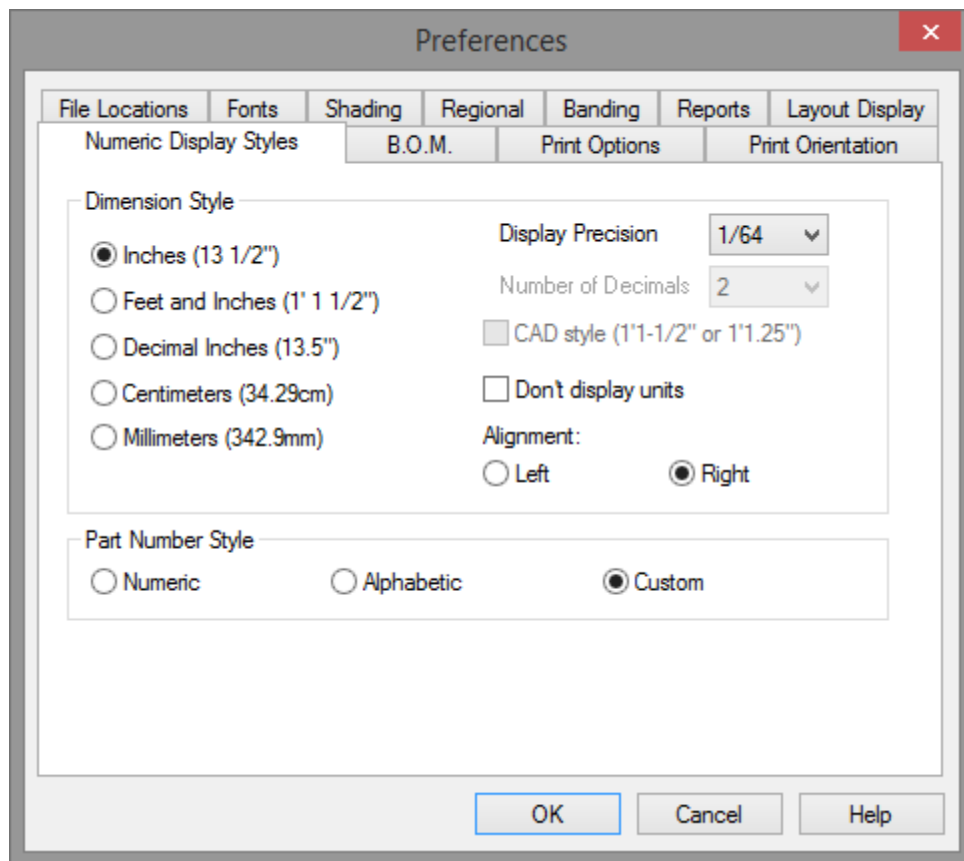 Preferences
File Locations Fonts Shading Regional Banding Reports Layout Display
Numeric Display Styles B.O.M. Print Options Print Orientation
Dimension Style
Inches (13 1/2")
Feet and Inches (1' 1 1/2")
Decimal Inches (13.5")
Centimeters (34.29cm)
Millimeters (342.9mm)
Display Precision 1/64
Number of Decimals 2
CAD style (1'1-1/2" or 1'1.25")
Don't display units
Alignment:
Left Right
Part Number Style
Numeric Alphabetic Custom
OK Cancel Help